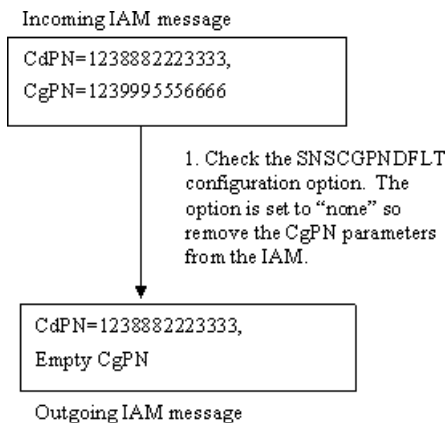 Incoming IAM message
CdPN=1238882223333,
CgPN=1239995556666
1. Check the SNSCGPNDFLT
configuration option. The
option is set to “none” so
remove the CgPN parameters
from the IAM.
CdPN=1238882223333,
Empty CgPN
Outgoing IAM message